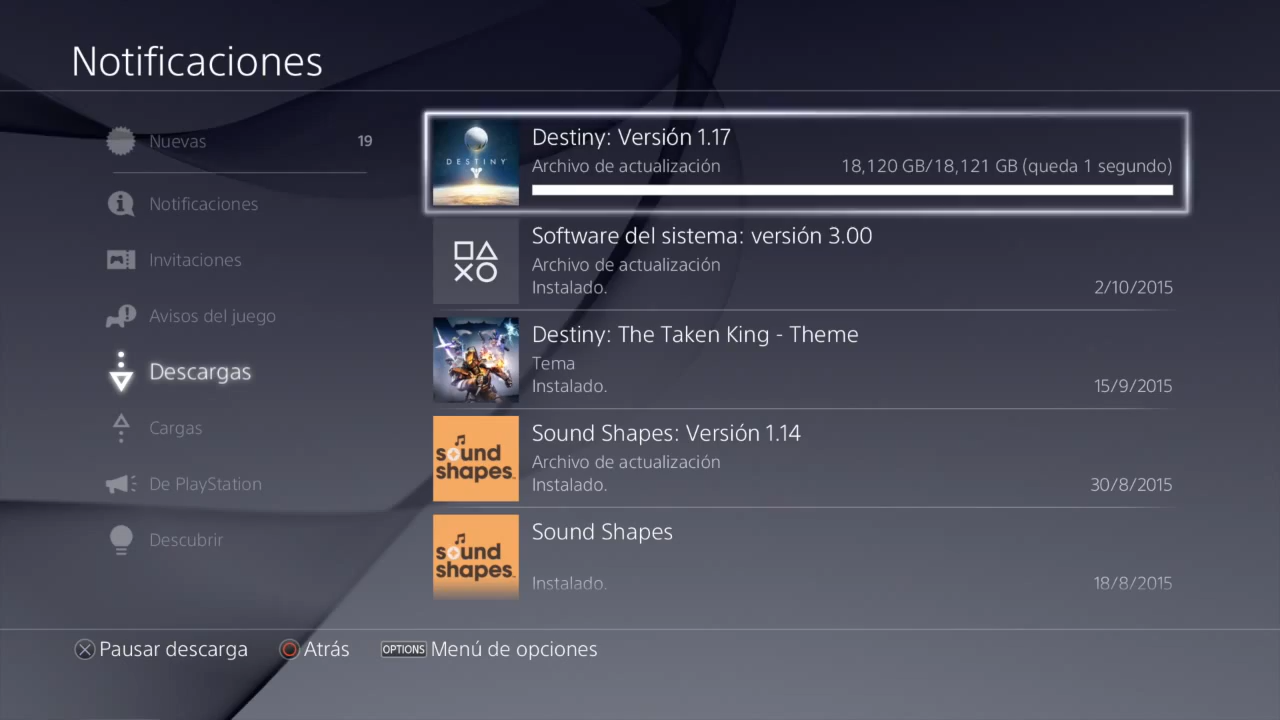 Notificaciones
Nuevas 19
Notificaciones
Invitaciones
Avisos del juego
Descargas
Cargas
De PlayStation
Descubrir
DESTINY
Destiny: Versión 1.17
Archivo de actualización 18,120 GB/18,121 GB (queda 1 segundo)
Software del sistema: versión 3.00
Archivo de actualización
Instalado. 2/10/2015
Destiny: The Taken King - Theme
Tema
Instalado. 15/9/2015
sound
shapes™
Sound Shapes: Versión 1.14
Archivo de actualización
Instalado. 30/8/2015
sound
shapes™
Sound Shapes
Instalado. 18/8/2015
Pausar descarga Atrás OPTIONS Menú de opciones